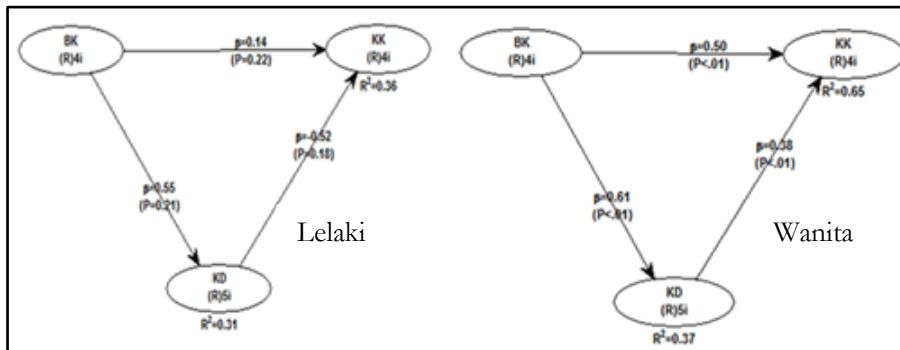 BK
(R)4i
β=0.14
(P=0.22)
KK
(R)4i
R²=0.36
β=0.52
(P=0.18)
β=0.55
(P=0.21)
Lelaki
KD
(R)5i
R²=0.31
BK
(R)4i
β=0.50
(P<.01)
KK
(R)4i
R²=0.65
β=0.38
(P<.01)
β=0.61
(P<.01)
Wanita
KD
(R)5i
R²=0.37